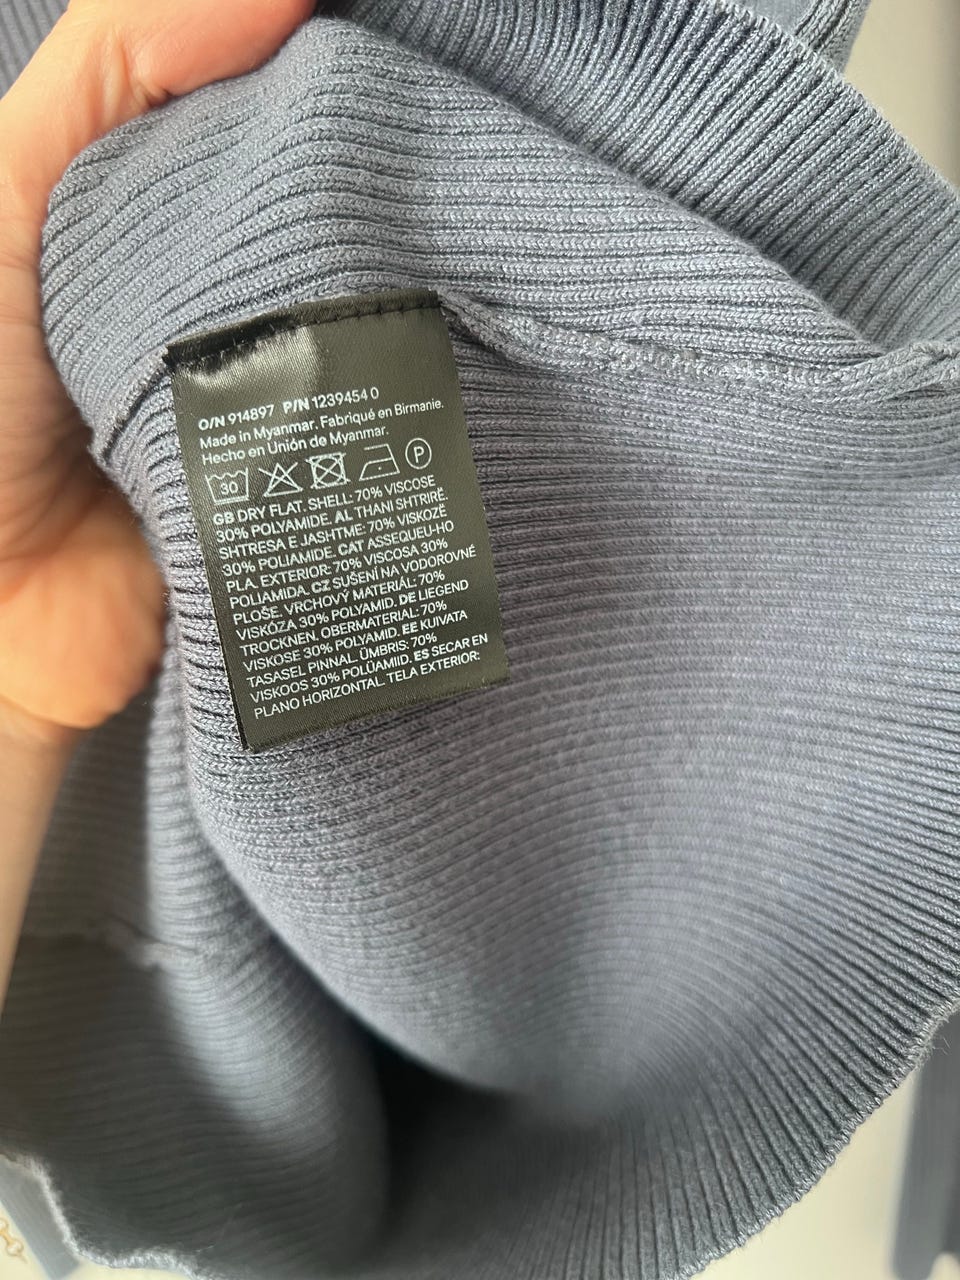 O/N 914897 P/N 1239454 0
Made in Myanmar. Fabriqué en Birmanie.
Hecho en Unión de Myanmar.
30 P
GB DRY FLAT. SHELL: 70% VISCOSE
30% POLYAMIDE. AL THANI SHTRIRË.
SHTRESA E JASHTME: 70% VISKOZË
30% POLIAMIDE. CAT ASSEQUEU-HO
PLA. EXTERIOR: 70% VISCOSA 30%
POLIAMIDA. CZ SUŠENÍ NA VODOROVNÉ
PLOŠE. VRCHOVÝ MATERIÁL: 70%
VISKÓZA 30% POLYAMID. DE LIEGEND
TROCKNEN. OBERMATERIAL: 70%
VISKOSE 30% POLYAMID. EE KUIVATA
TASASEL PINNAL. ÜMBRIS: 70%
VISKOOS 30% POLÜAMIID. ES SECAR EN
PLANO HORIZONTAL. TELA EXTERIOR: